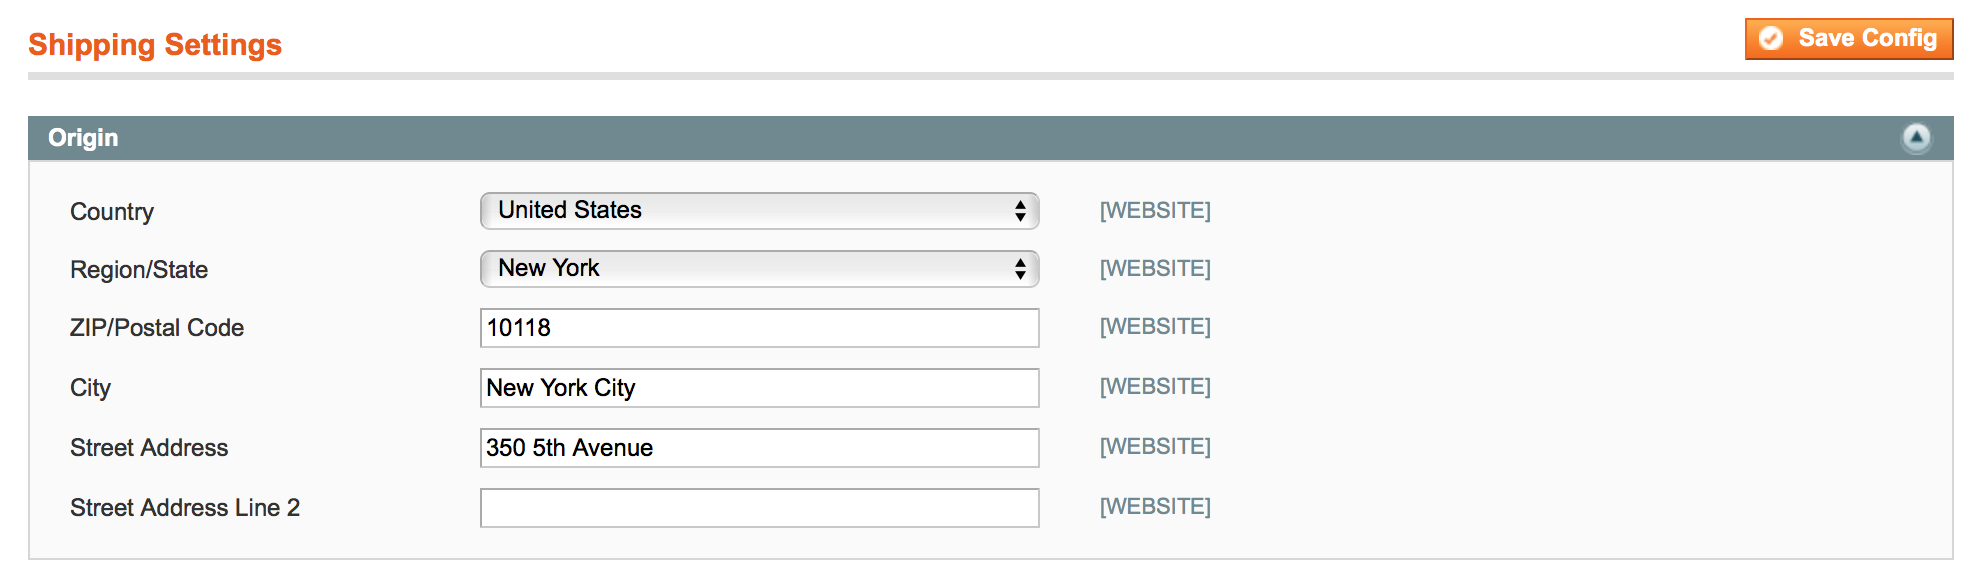 Shipping Settings
Save Config
Origin
Country United States [WEBSITE]
Region/State New York [WEBSITE]
ZIP/Postal Code 10118 [WEBSITE]
City New York City [WEBSITE]
Street Address 350 5th Avenue [WEBSITE]
Street Address Line 2 [WEBSITE]